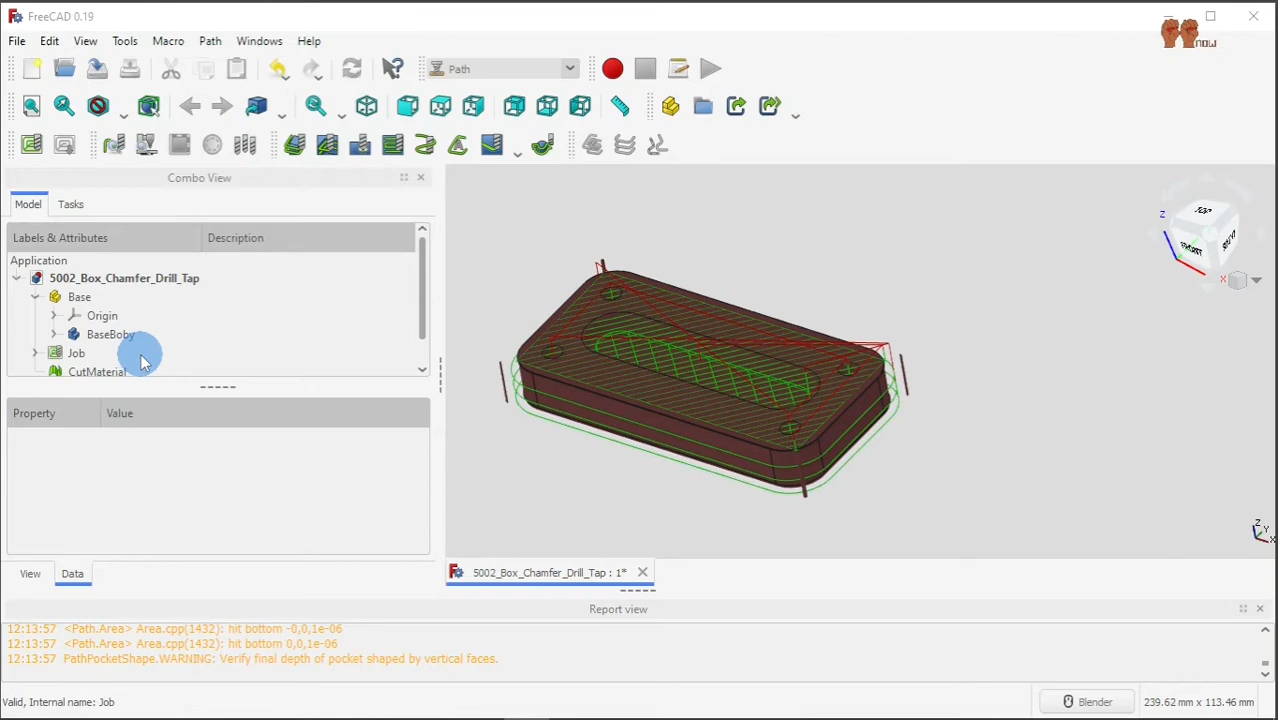 FreeCAD 0.19
now
File Edit View Tools Macro Path Windows Help
Path
Combo View
Model Tasks
Labels & Attributes Description
Application
5002_Box_Chamfer_Drill_Tap
Base
Origin
BaseBoby
Job
CutMaterial
Property Value
View Data
TOP
Z
X
Z
Y
X
5002_Box_Chamfer_Drill_Tap : 1*
Report view
12:13:57 <Path.Area> Area.cpp(1432): hit bottom -0,0,1e-06
12:13:57 <Path.Area> Area.cpp(1432): hit bottom 0,0,1e-06
12:13:57 PathPocketShape.WARNING: Verify final depth of pocket shaped by vertical faces.
Valid, Internal name: Job
Blender
239.62 mm x 113.46 mm